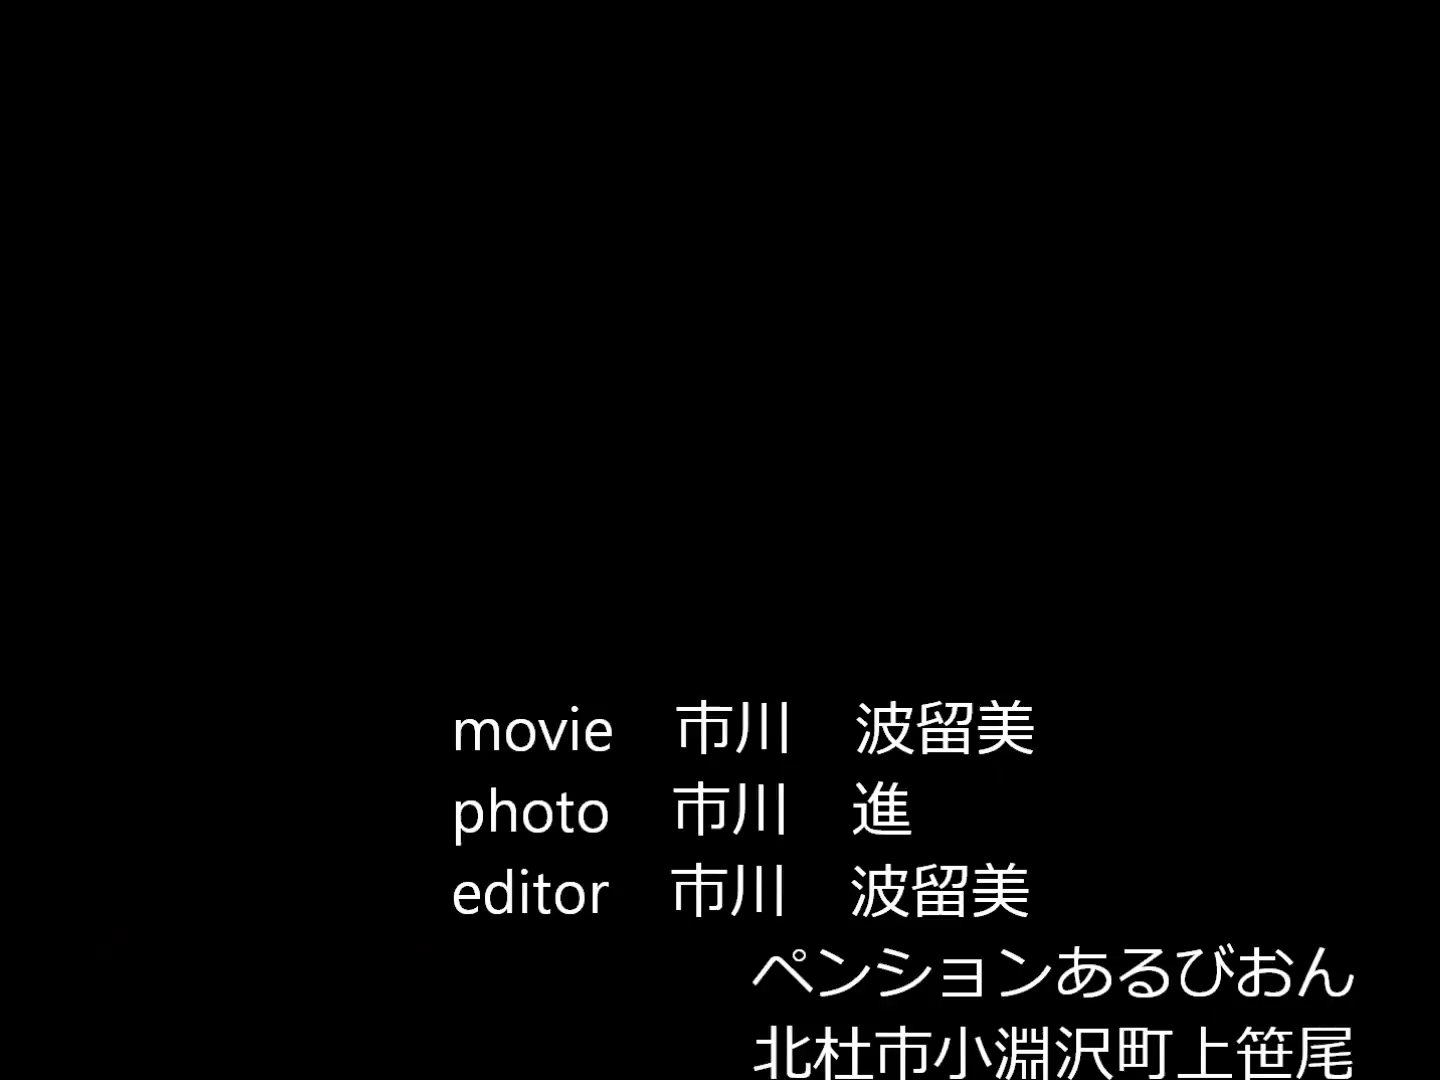 movie　市川　波留美
photo　市川　進
editor　市川　波留美
ペンションあるびおん
北杜市小淵沢町上笹尾